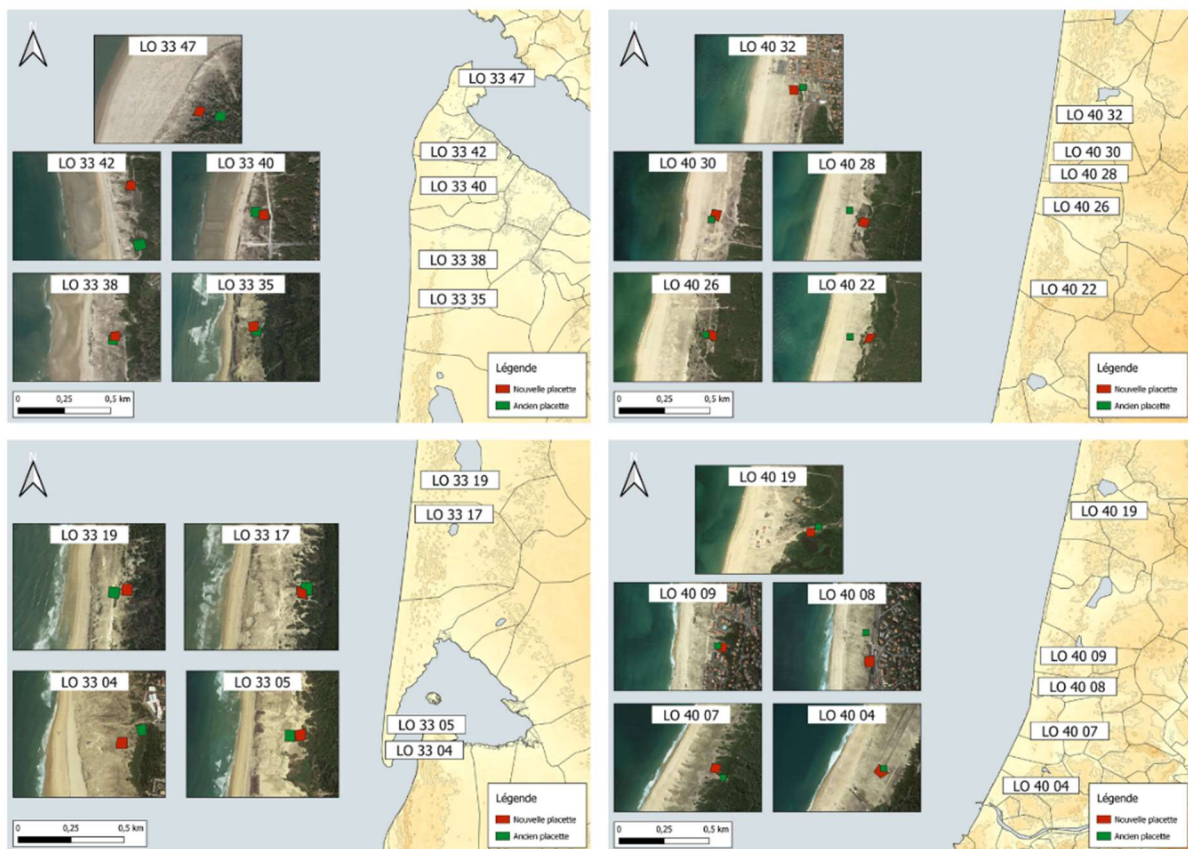 N
LO 33 47
LO 33 42
LO 33 40
LO 33 38
LO 33 35
LO 33 47
LO 33 42
LO 33 40
LO 33 38
LO 33 35
Légende
Nouvelle placette
Ancien placette
0 0,25 0,5 km
N
LO 40 32
LO 40 30
LO 40 28
LO 40 26
LO 40 22
LO 40 32
LO 40 30
LO 40 28
LO 40 26
LO 40 22
Légende
Nouvelle placette
Ancien placette
0 0,25 0,5 km
N
LO 33 19
LO 33 17
LO 33 04
LO 33 05
LO 33 19
LO 33 17
LO 33 05
LO 33 04
Légende
Nouvelle placette
Ancien placette
0 0,25 0,5 km
N
LO 40 19
LO 40 09
LO 40 08
LO 40 07
LO 40 04
LO 40 19
LO 40 09
LO 40 08
LO 40 07
LO 40 04
Légende
Nouvelle placette
Ancien placette
0 0,25 0,5 km